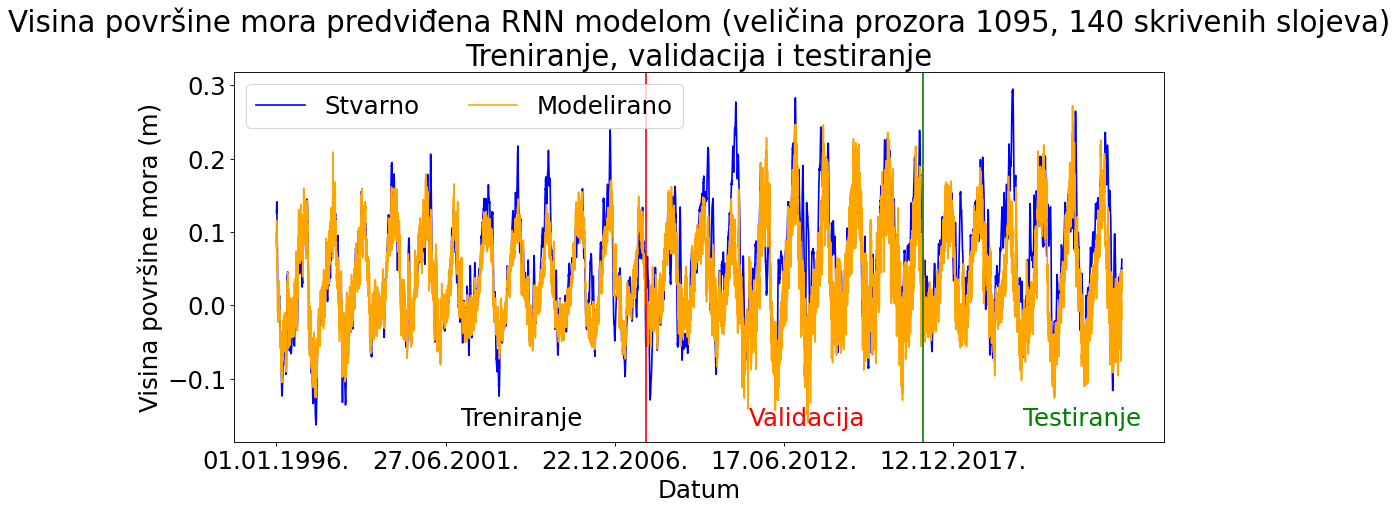 Visina površine mora predviđena RNN modelom (veličina prozora 1095, 140 skrivenih slojeva)
Treniranje, validacija i testiranje
Stvarno Modelirano
Visina površine mora (m)
0.3
0.2
0.1
0.0
−0.1
Treniranje Validacija Testiranje
01.01.1996. 27.06.2001. 22.12.2006. 17.06.2012. 12.12.2017.
Datum